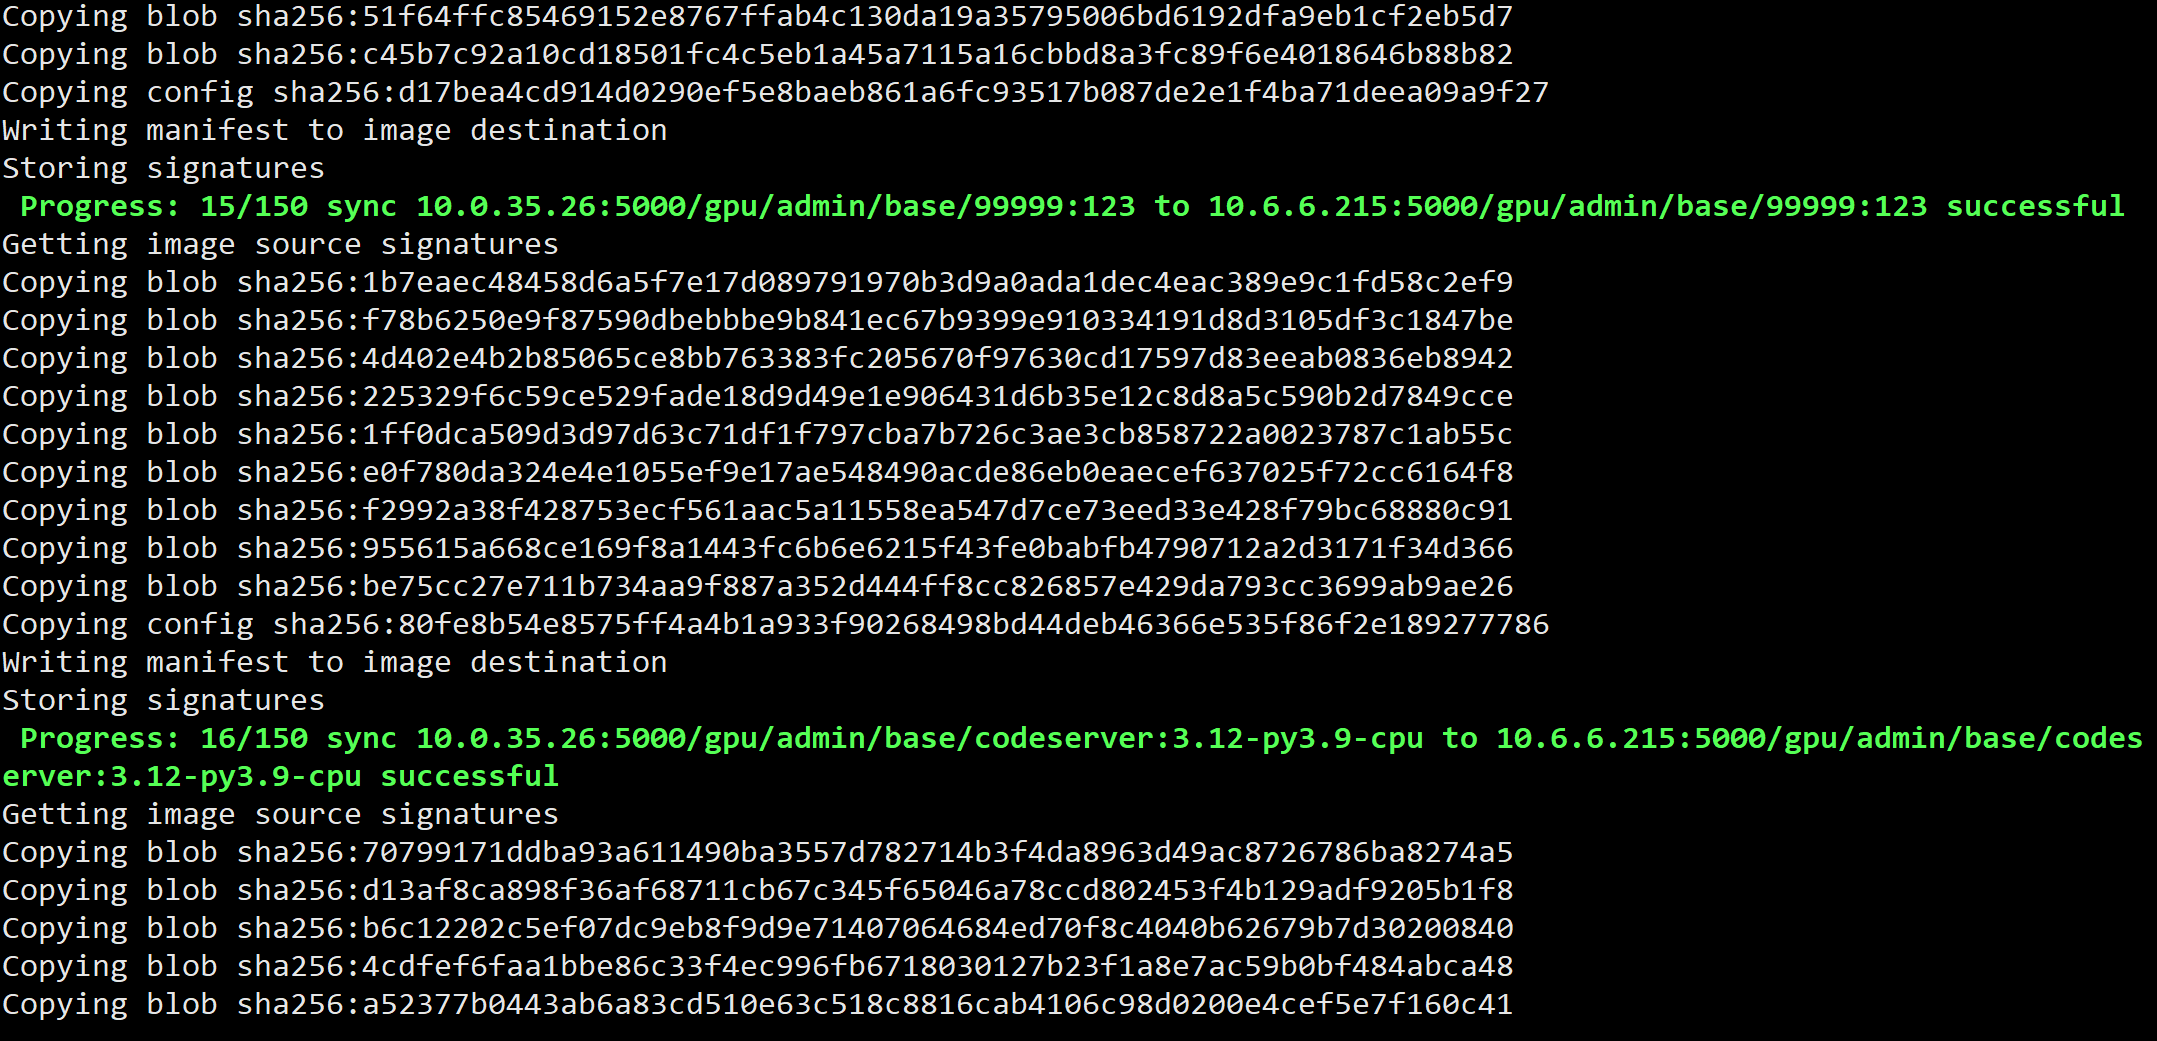 Copying blob sha256:51f64ffc85469152e8767ffab4c130da19a35795006bd6192dfa9eb1cf2eb5d7
Copying blob sha256:c45b7c92a10cd18501fc4c5eb1a45a7115a16cbbd8a3fc89f6e4018646b88b82
Copying config sha256:d17bea4cd914d0290ef5e8baeb861a6fc93517b087de2e1f4ba71deea09a9f27
Writing manifest to image destination
Storing signatures
Progress: 15/150 sync 10.0.35.26:5000/gpu/admin/base/99999:123 to 10.6.6.215:5000/gpu/admin/base/99999:123 successful
Getting image source signatures
Copying blob sha256:1b7eaec48458d6a5f7e17d089791970b3d9a0ada1dec4eac389e9c1fd58c2ef9
Copying blob sha256:f78b6250e9f87590dbebbbe9b841ec67b9399e910334191d8d3105df3c1847be
Copying blob sha256:4d402e4b2b85065ce8bb763383fc205670f97630cd17597d83eeab0836eb8942
Copying blob sha256:225329f6c59ce529fade18d9d49e1e906431d6b35e12c8d8a5c590b2d7849cce
Copying blob sha256:1ff0dca509d3d97d63c71df1f797cba7b726c3ae3cb858722a0023787c1ab55c
Copying blob sha256:e0f780da324e4e1055ef9e17ae548490acde86eb0eaecef637025f72cc6164f8
Copying blob sha256:f2992a38f428753ecf561aac5a11558ea547d7ce73eed33e428f79bc68880c91
Copying blob sha256:955615a668ce169f8a1443fc6b6e6215f43fe0babfb4790712a2d3171f34d366
Copying blob sha256:be75cc27e711b734aa9f887a352d444ff8cc826857e429da793cc3699ab9ae26
Copying config sha256:80fe8b54e8575ff4a4b1a933f90268498bd44deb46366e535f86f2e189277786
Writing manifest to image destination
Storing signatures
Progress: 16/150 sync 10.0.35.26:5000/gpu/admin/base/codeserver:3.12-py3.9-cpu to 10.6.6.215:5000/gpu/admin/base/codes
erver:3.12-py3.9-cpu successful
Getting image source signatures
Copying blob sha256:70799171ddba93a611490ba3557d782714b3f4da8963d49ac8726786ba8274a5
Copying blob sha256:d13af8ca898f36af68711cb67c345f65046a78ccd802453f4b129adf9205b1f8
Copying blob sha256:b6c12202c5ef07dc9eb8f9d9e71407064684ed70f8c4040b62679b7d30200840
Copying blob sha256:4cdfef6faa1bbe86c33f4ec996fb6718030127b23f1a8e7ac59b0bf484abca48
Copying blob sha256:a52377b0443ab6a83cd510e63c518c8816cab4106c98d0200e4cef5e7f160c41